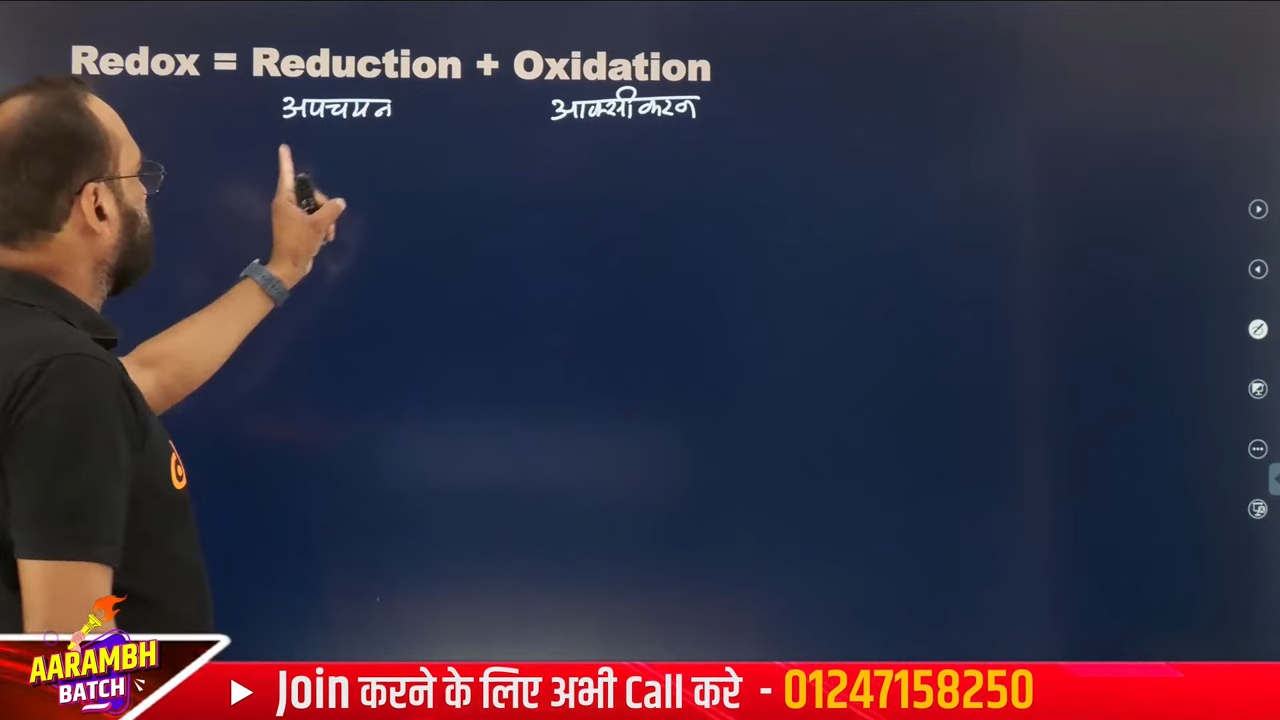 Redox = Reduction + Oxidation
अपचयन आक्सीकरण
AARAMBH
BATCH
Join करने के लिए अभी Call करे - 01247158250